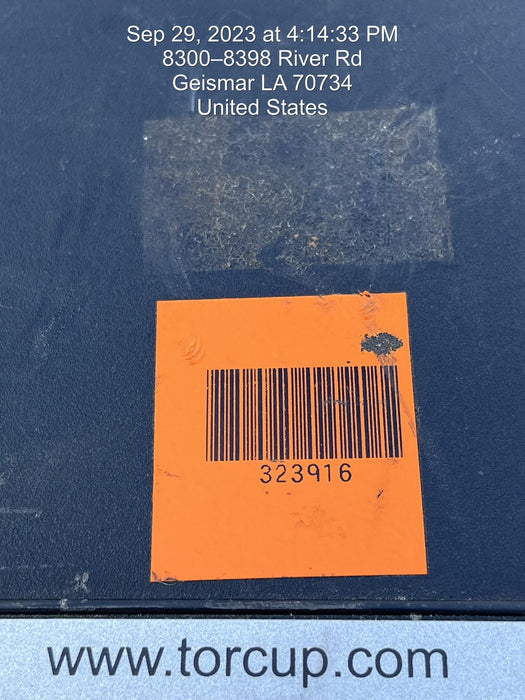 Sep 29, 2023 at 4:14:33 PM
8300–8398 River Rd
Geismar LA 70734
United States
323916
www.torcup.com